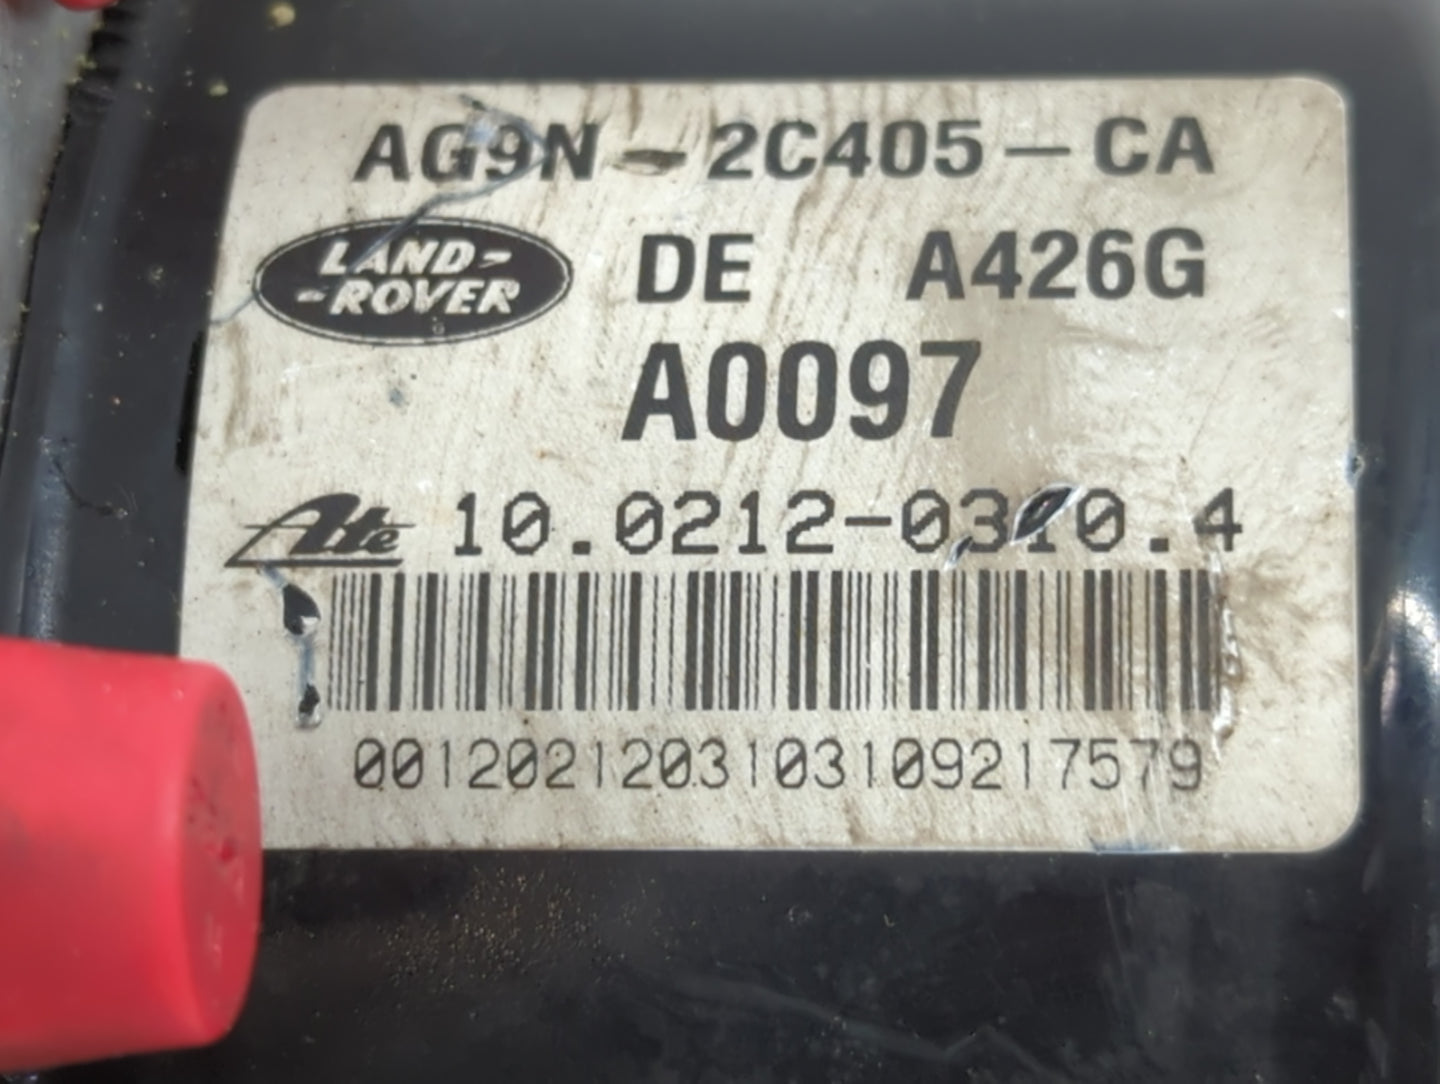 AG9N-2C405-CA
LAND-
-ROVER
DE A426G
A0097
Ate 10.0212-0310.4
0012021203103109217579